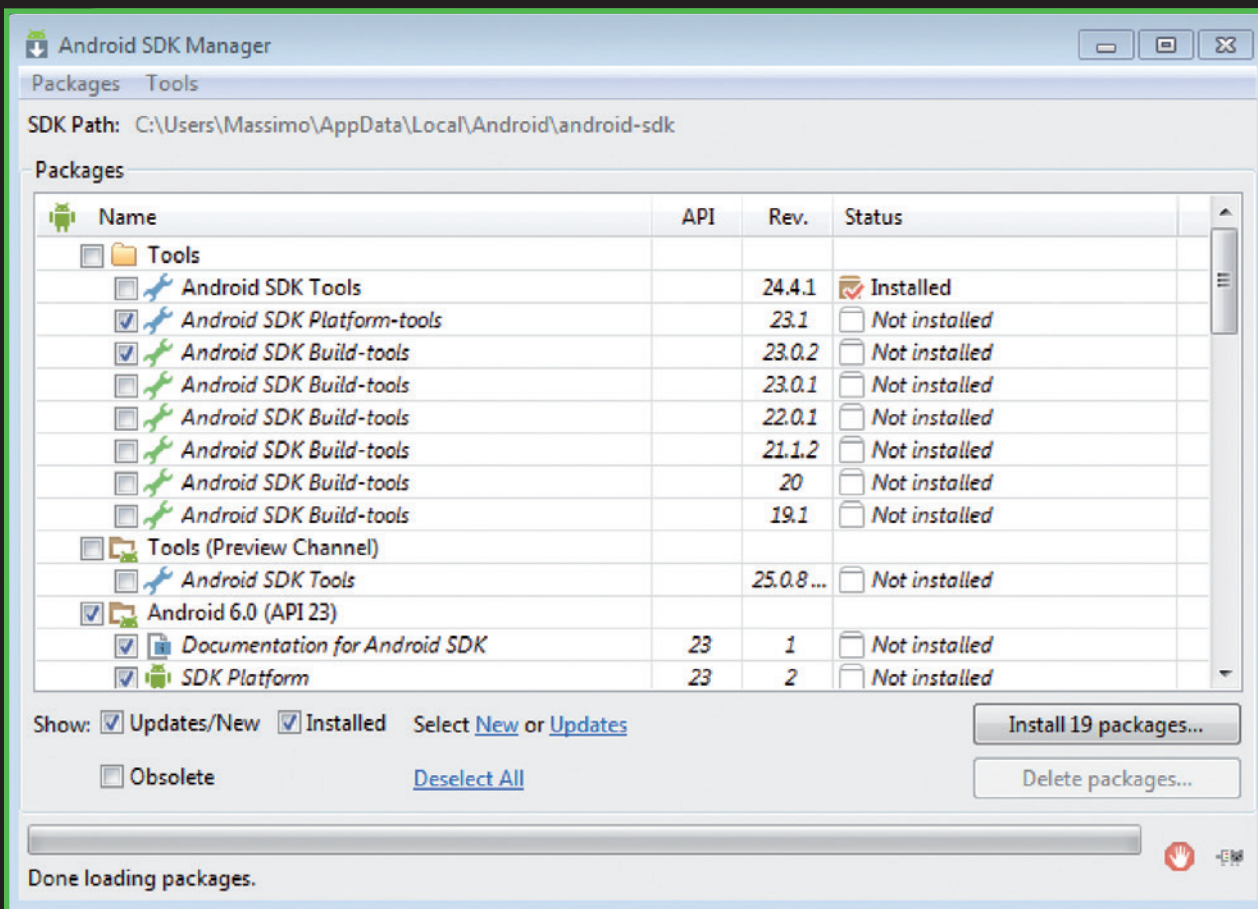 Android SDK Manager
Packages Tools
SDK Path: C:\Users\Massimo\AppData\Local\Android\android-sdk
Packages
Name API Rev. Status
Tools
Android SDK Tools 24.4.1 Installed
Android SDK Platform-tools 23.1 Not installed
Android SDK Build-tools 23.0.2 Not installed
Android SDK Build-tools 23.0.1 Not installed
Android SDK Build-tools 22.0.1 Not installed
Android SDK Build-tools 21.1.2 Not installed
Android SDK Build-tools 20 Not installed
Android SDK Build-tools 19.1 Not installed
Tools (Preview Channel)
Android SDK Tools 25.0.8 ... Not installed
Android 6.0 (API 23)
Documentation for Android SDK 23 1 Not installed
SDK Platform 23 2 Not installed
Show: Updates/New Installed Select New or Updates Install 19 packages...
Obsolete Deselect All Delete packages...
Done loading packages.